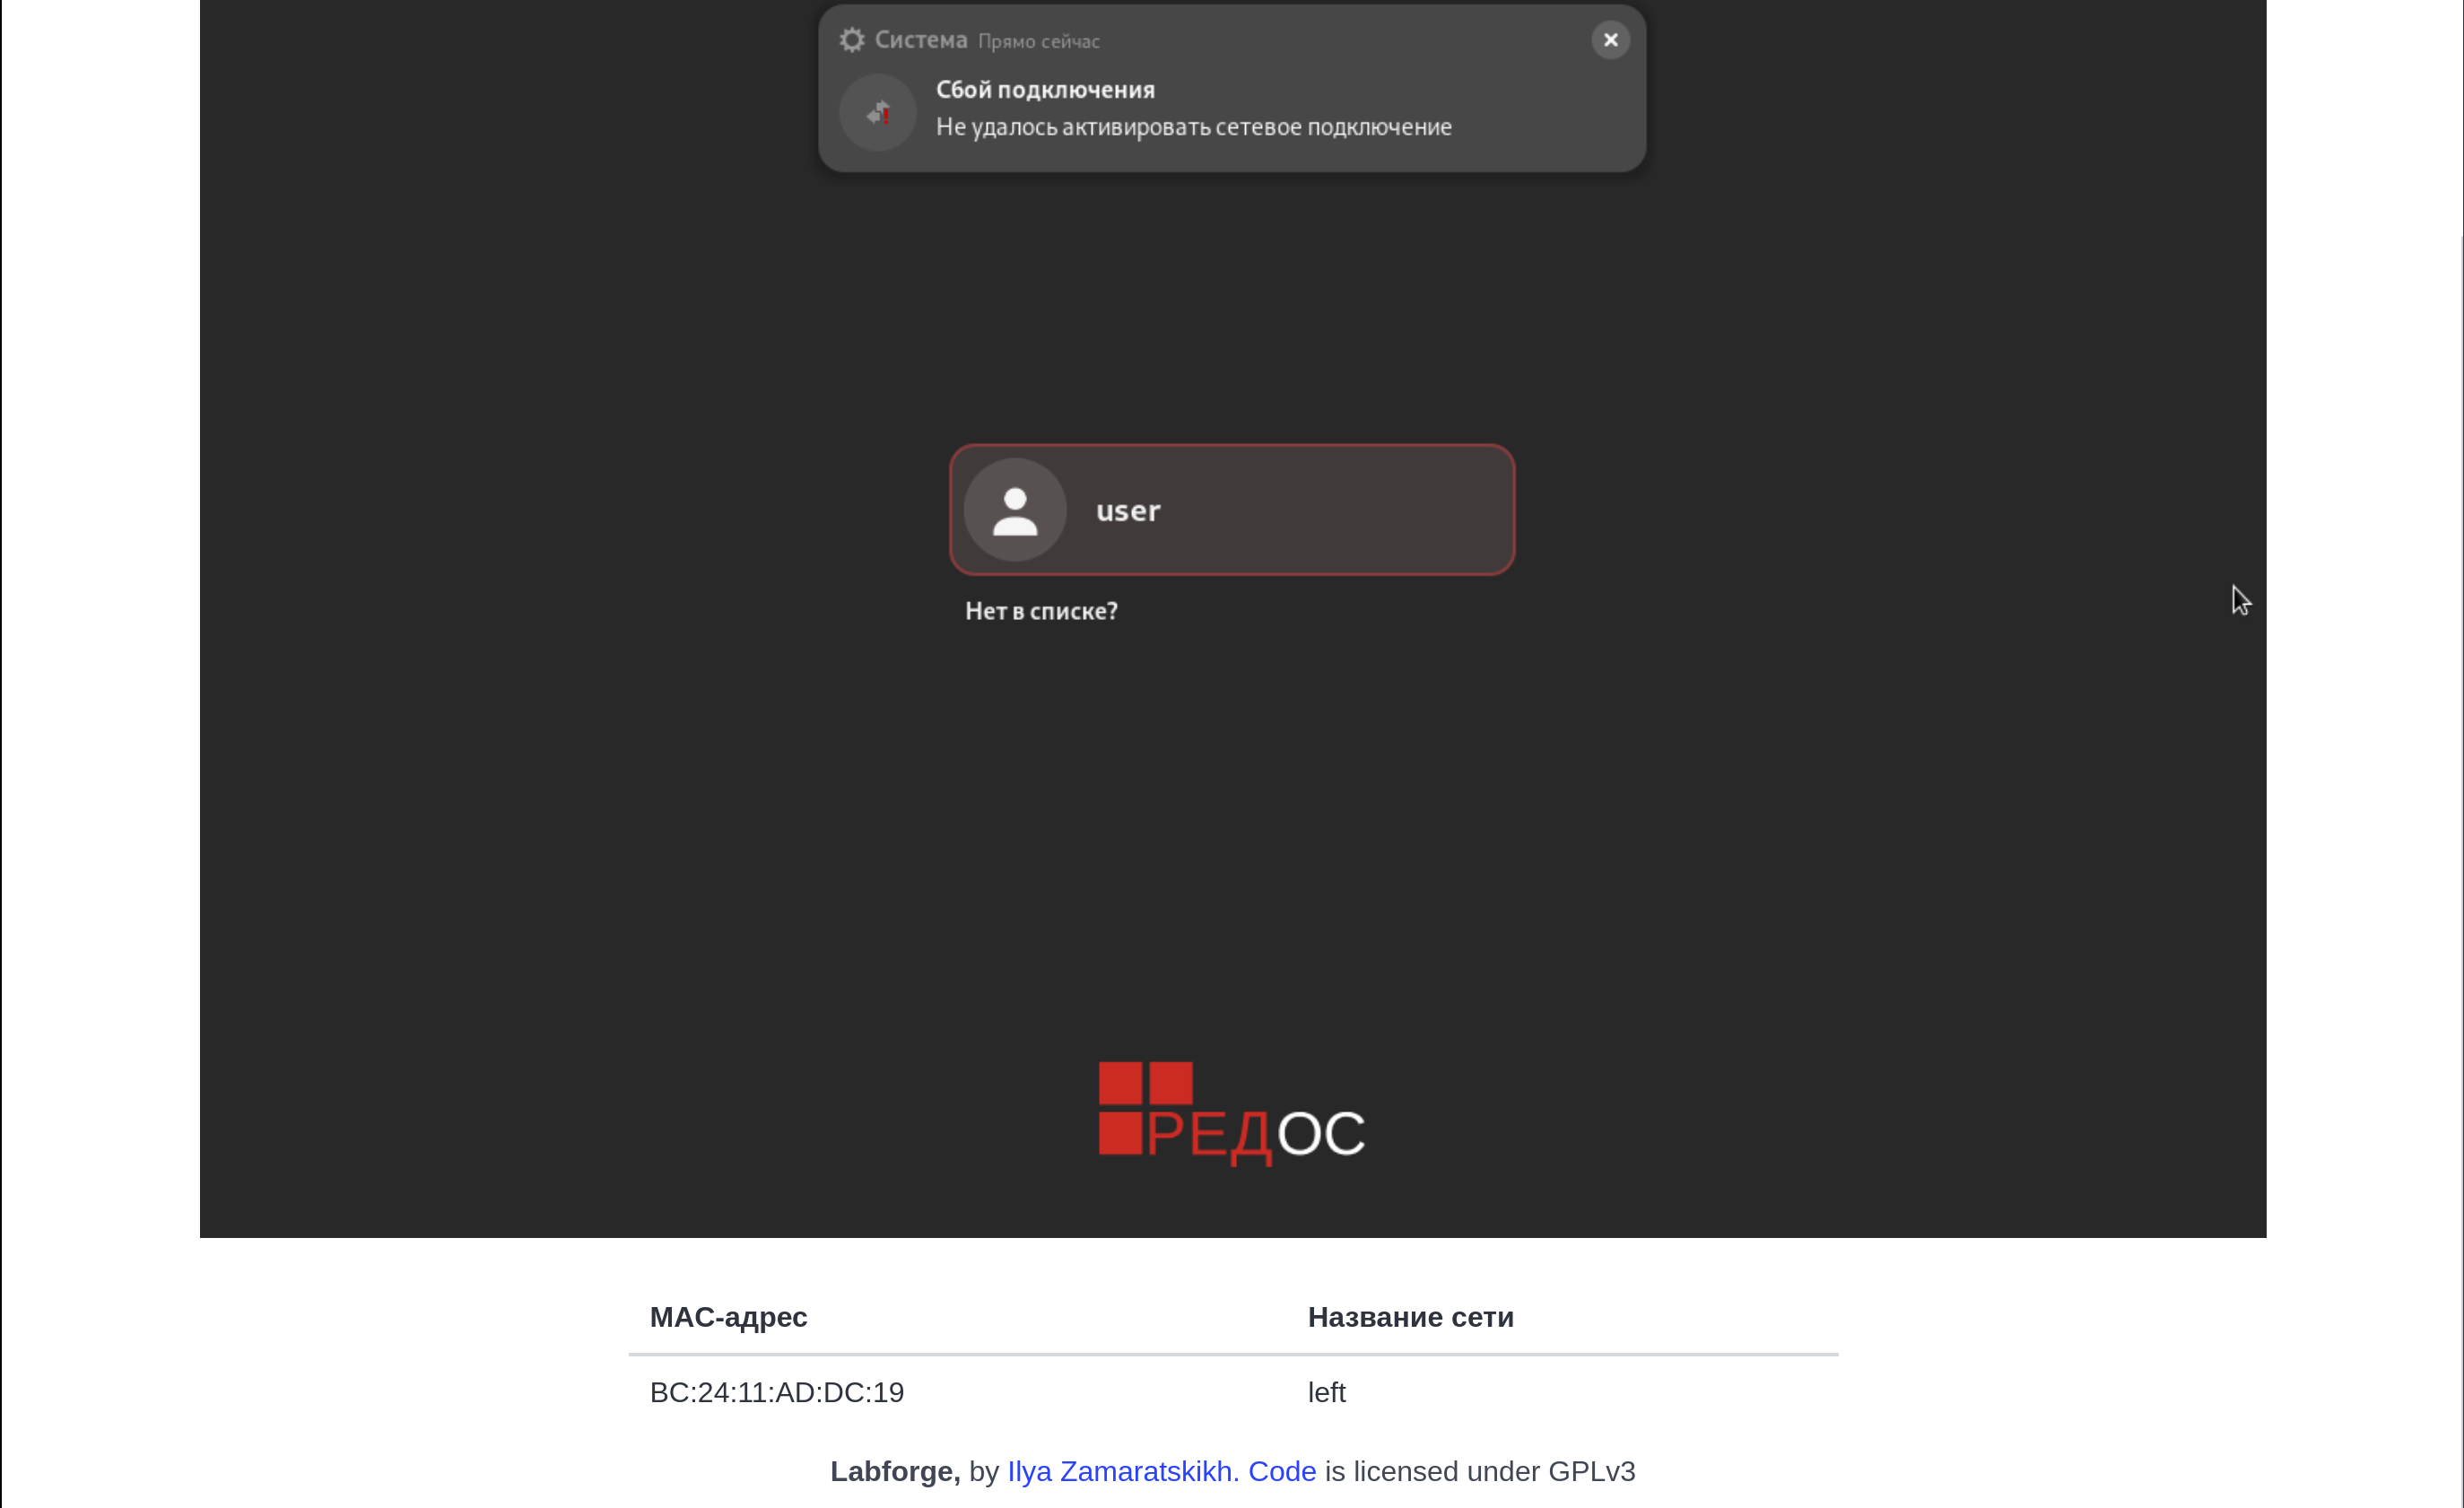 Система Прямо сейчас
Сбой подключения
Не удалось активировать сетевое подключение
user
Нет в списке?
РЕДОС
MAC-адрес Название сети
BC:24:11:AD:DC:19 left
Labforge, by Ilya Zamaratskikh. Code is licensed under GPLv3